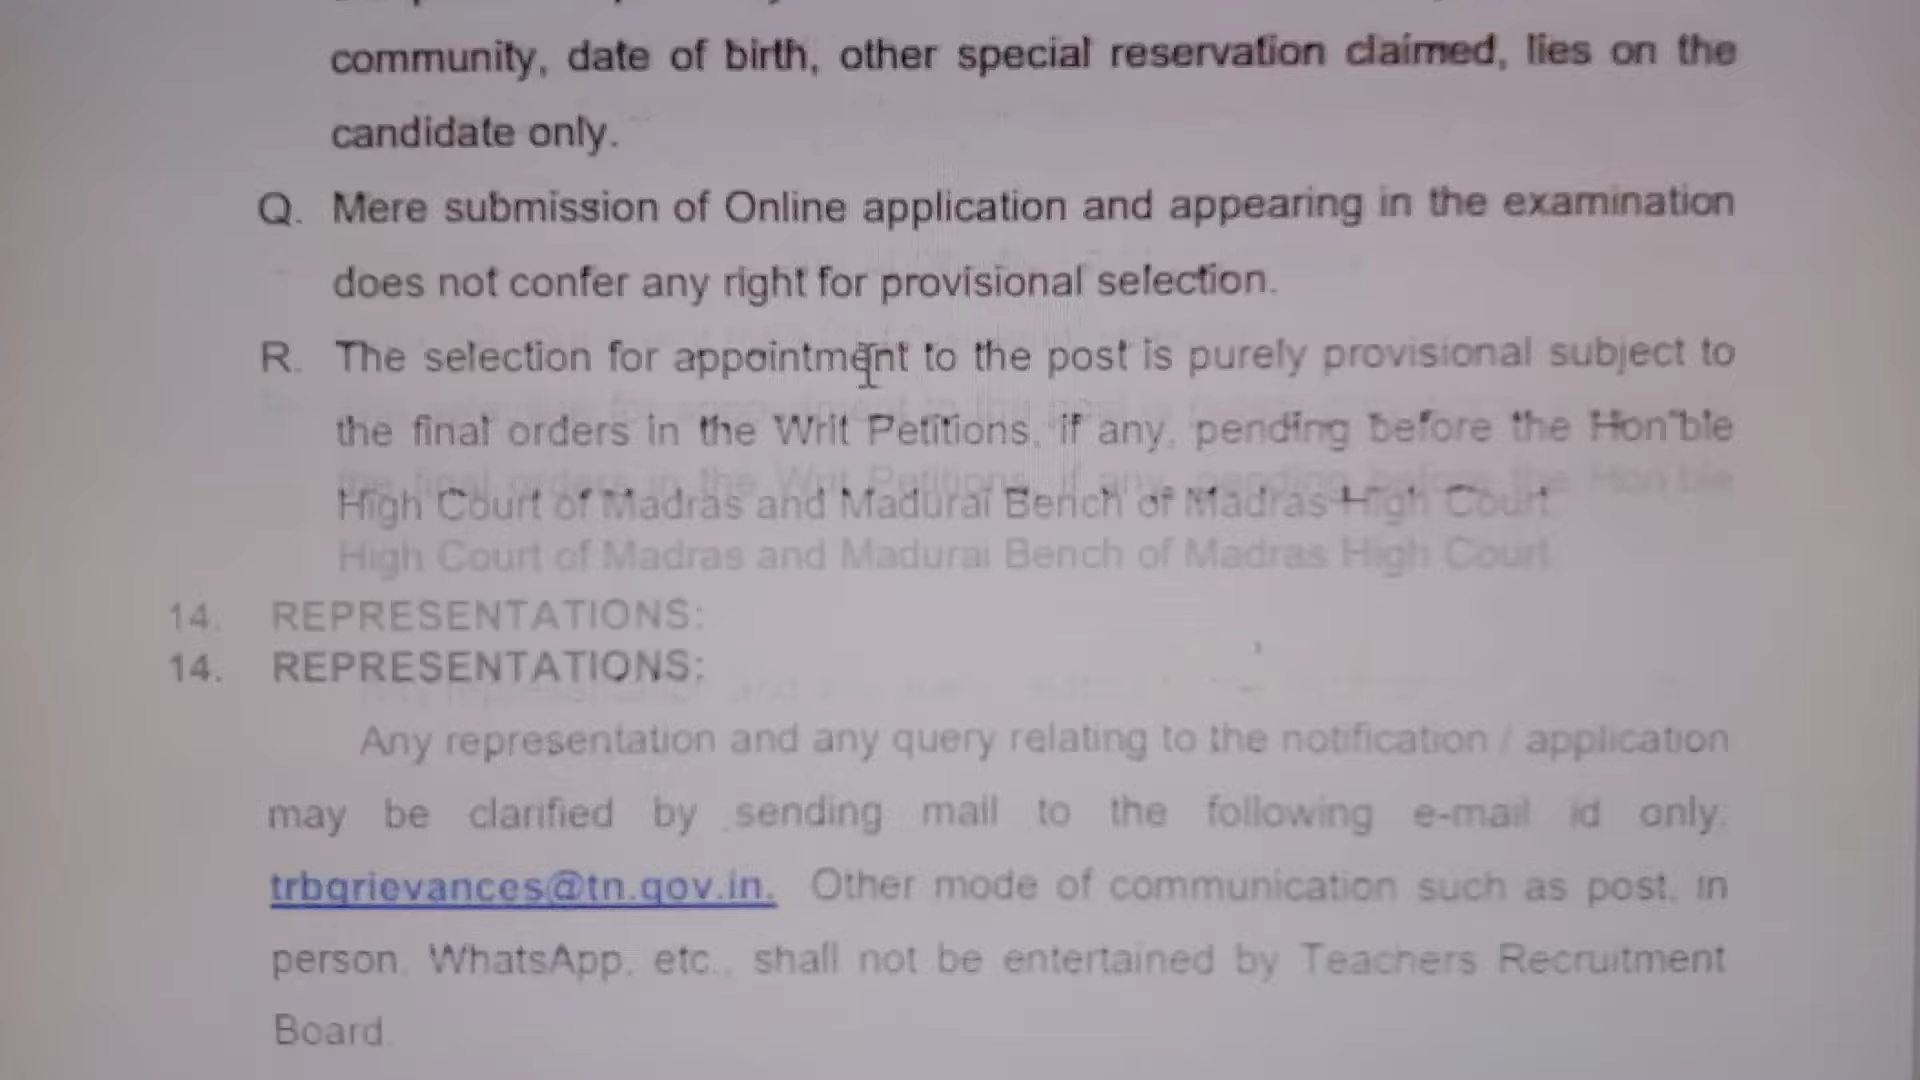 community, date of birth, other special reservation claimed, lies on the
candidate only.
Q. Mere submission of Online application and appearing in the examination
does not confer any right for provisional selection.
R. The selection for appointment to the post is purely provisional subject to
the final orders in the Writ Petitions, if any, pending before the Hon'ble
High Court of Madras and Madurai Bench of Madras High Court
High Court of Madras and Madurai Bench of Madras High Court
14. REPRESENTATIONS:
14. REPRESENTATIONS:
Any representation and any query relating to the notification / application
may be clarified by sending mail to the following e-mail id only.
trbgrievances@tn.gov.in. Other mode of communication such as post, in
person, WhatsApp, etc., shall not be entertained by Teachers Recruitment
Board.